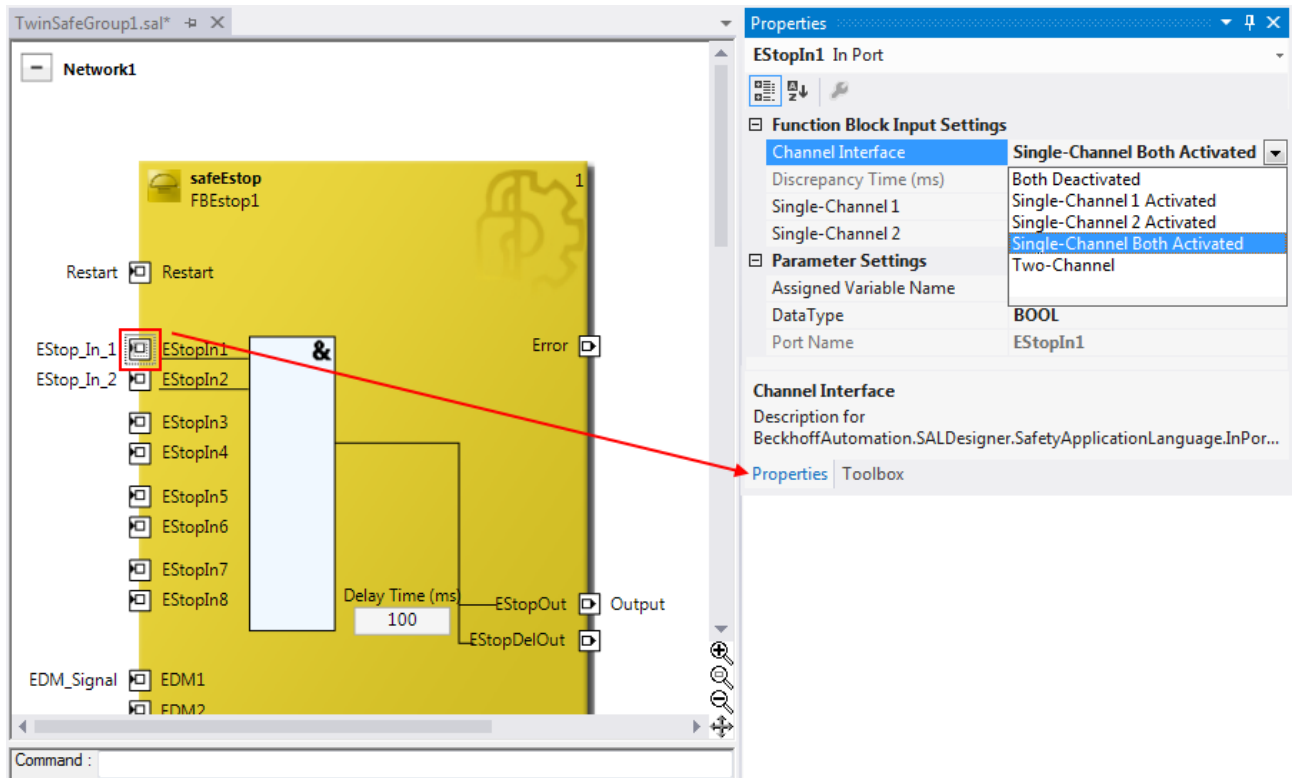 TwinSafeGroup1.sal*
Network1
safeEstop
FBEstop1
1
Restart Restart
EStop_In_1 EStopIn1 & Error
EStop_In_2 EStopIn2
EStopIn3
EStopIn4
EStopIn5
EStopIn6
EStopIn7
EStopIn8
Delay Time (ms)
100
EStopOut Output
EStopDelOut
EDM_Signal EDM1
EDM2
Command :
Properties
EStopIn1 In Port
Function Block Input Settings
Channel Interface Single-Channel Both Activated
Discrepancy Time (ms)
Single-Channel 1
Single-Channel 2
Both Deactivated
Single-Channel 1 Activated
Single-Channel 2 Activated
Single-Channel Both Activated
Two-Channel
Parameter Settings
Assigned Variable Name
DataType BOOL
Port Name EStopIn1
Channel Interface
Description for
BeckhoffAutomation.SALDesigner.SafetyApplicationLanguage.InPor...
Properties Toolbox